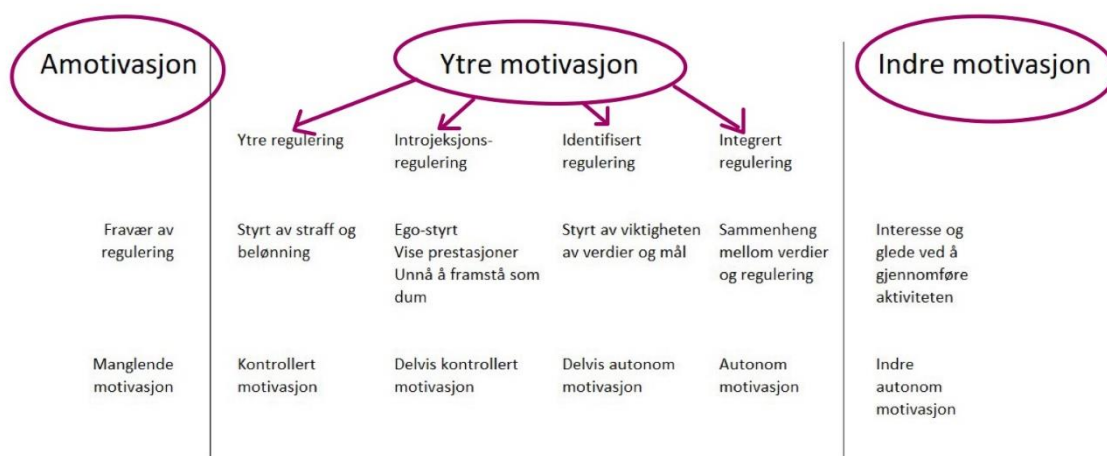 Amotivasjon
Ytre motivasjon
Indre motivasjon
Ytre regulering
Introjeksjons-
regulering
Identifisert
regulering
Integrert
regulering
Fravær av
regulering
Styrt av straff og
belønning
Ego-styrt
Vise prestasjoner
Unnå å framstå som
dum
Styrt av viktigheten
av verdier og mål
Sammenheng
mellom verdier
og regulering
Interesse og
glede ved å
gjennomføre
aktiviteten
Manglende
motivasjon
Kontrollert
motivasjon
Delvis kontrollert
motivasjon
Delvis autonom
motivasjon
Autonom
motivasjon
Indre
autonom
motivasjon